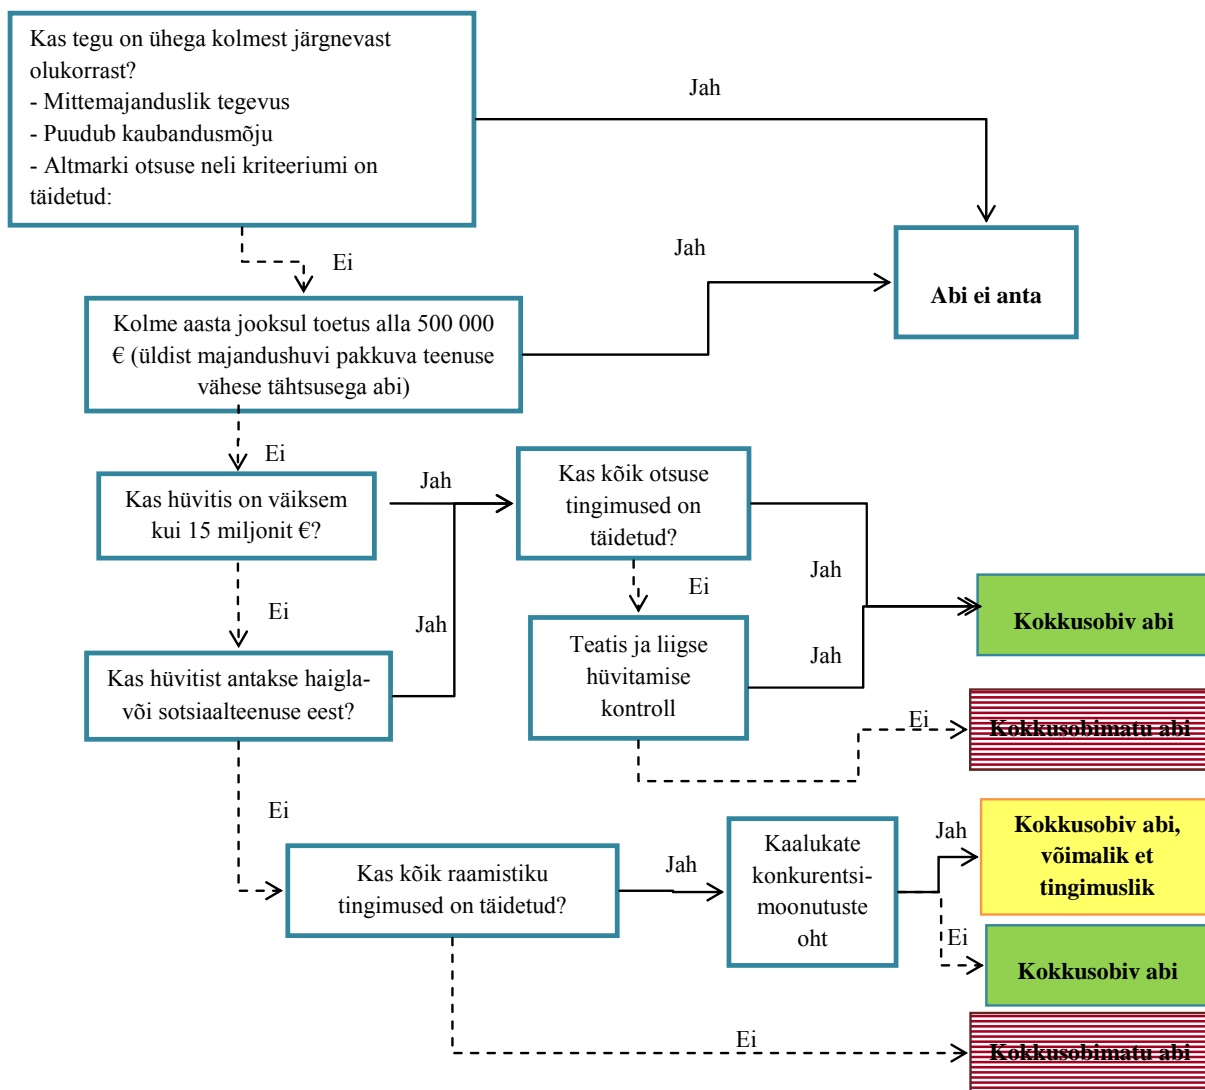 Kas tegu on ühega kolmest järgnevast
olukorrast?
- Mittemajanduslik tegevus
- Puudub kaubandusmõju
- Altmarki otsuse neli kriteeriumi on
täidetud:
Jah
Ei
Jah
Abi ei anta
Kolme aasta jooksul toetus alla 500 000
€ (üldist majandushuvi pakkuva teenuse
vähese tähtsusega abi)
Ei
Kas hüvitis on väiksem
kui 15 miljonit €?
Jah
Kas kõik otsuse
tingimused on
täidetud?
Jah
Ei
Ei
Jah
Kokkusobiv abi
Kas hüvitist antakse haigla-
või sotsiaalteenuse eest?
Teatis ja liigse
hüvitamise
kontroll
Jah
Ei
Kokkusobimatu abi
Ei
Kas kõik raamistiku
tingimused on täidetud?
Jah
Kaalukate
konkurentsi-
moonutuste
oht
Jah
Kokkusobiv abi,
võimalik et
tingimuslik
Ei
Kokkusobiv abi
Ei
Kokkusobimatu abi